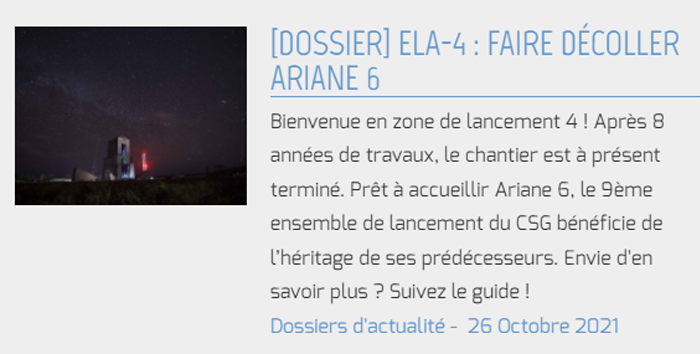 [DOSSIER] ELA-4 : FAIRE DÉCOLLER
ARIANE 6
Bienvenue en zone de lancement 4 ! Après 8
années de travaux, le chantier est à présent
terminé. Prêt à accueillir Ariane 6, le 9ème
ensemble de lancement du CSG bénéficie de
l'héritage de ses prédécesseurs. Envie d'en
savoir plus ? Suivez le guide !
Dossiers d'actualité - 26 Octobre 2021